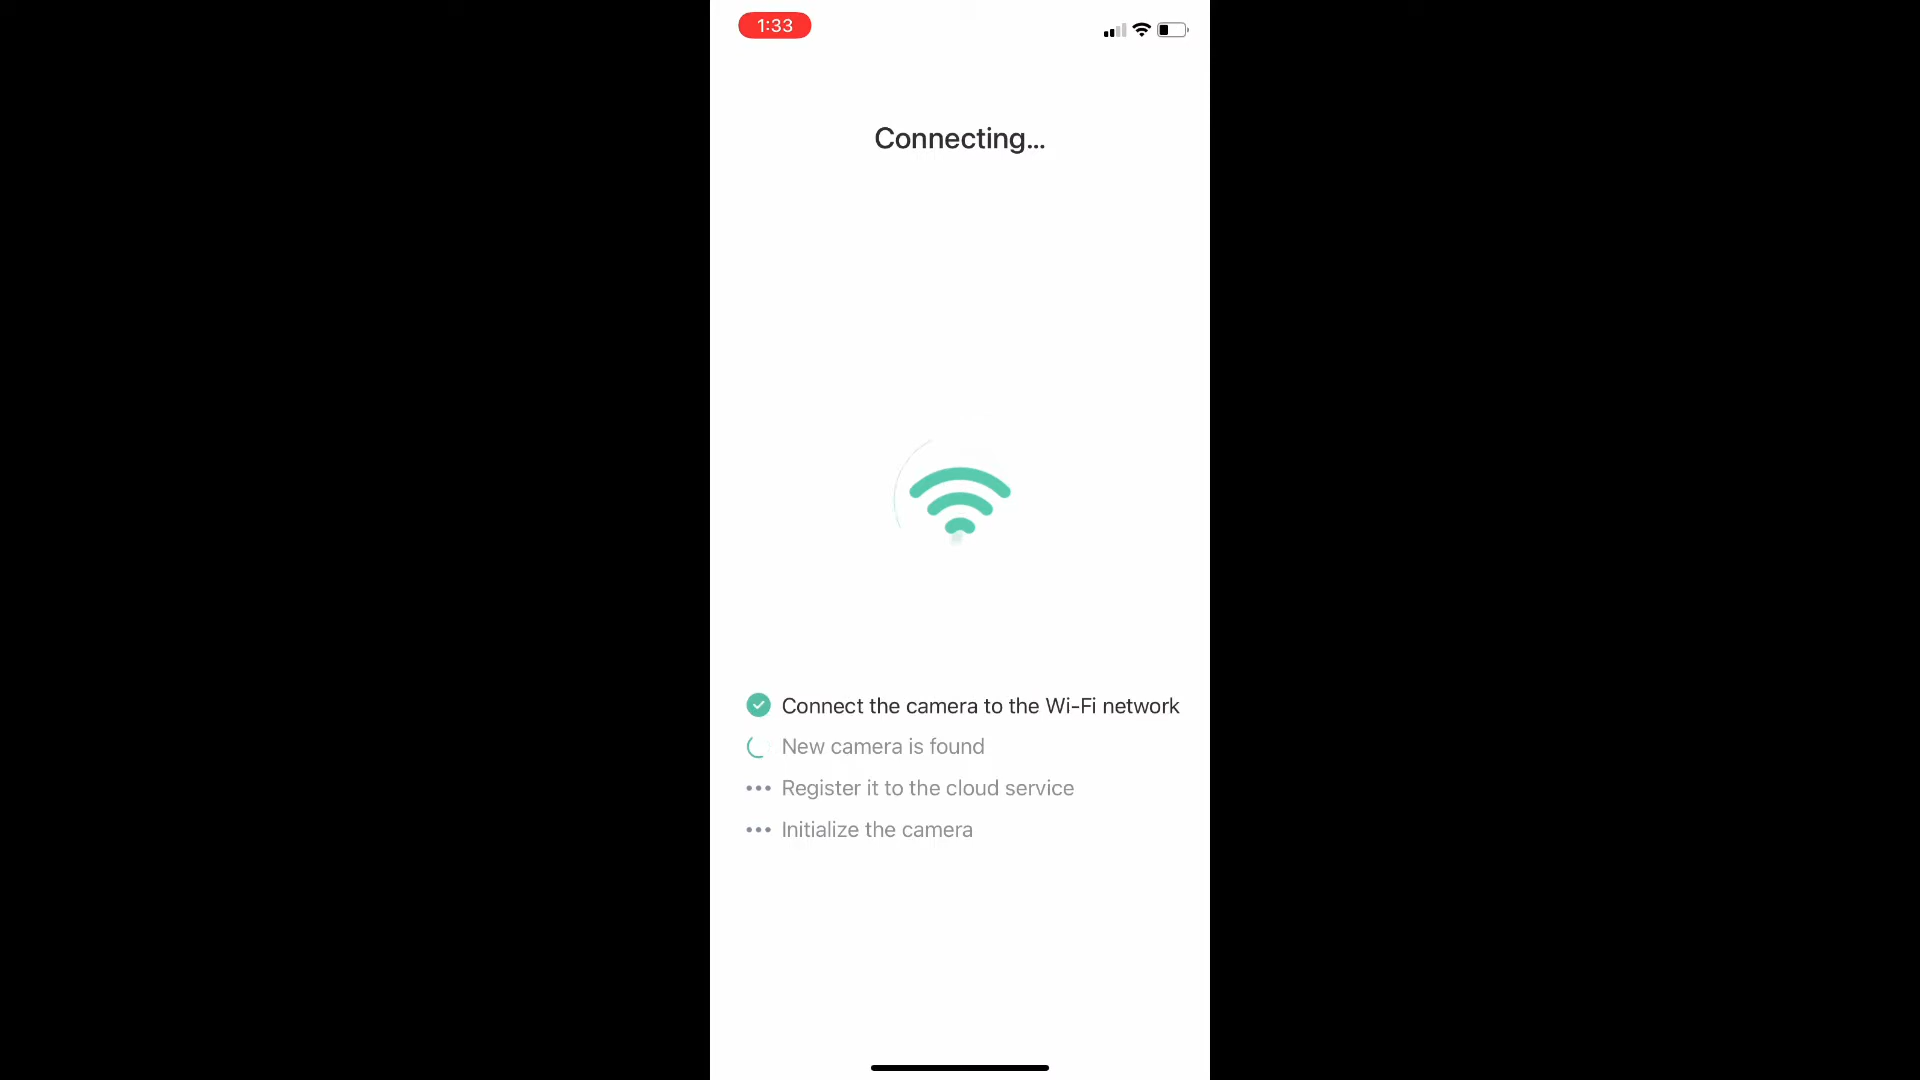 1:33
Connecting...
Connect the camera to the Wi-Fi network
New camera is found
Register it to the cloud service
Initialize the camera